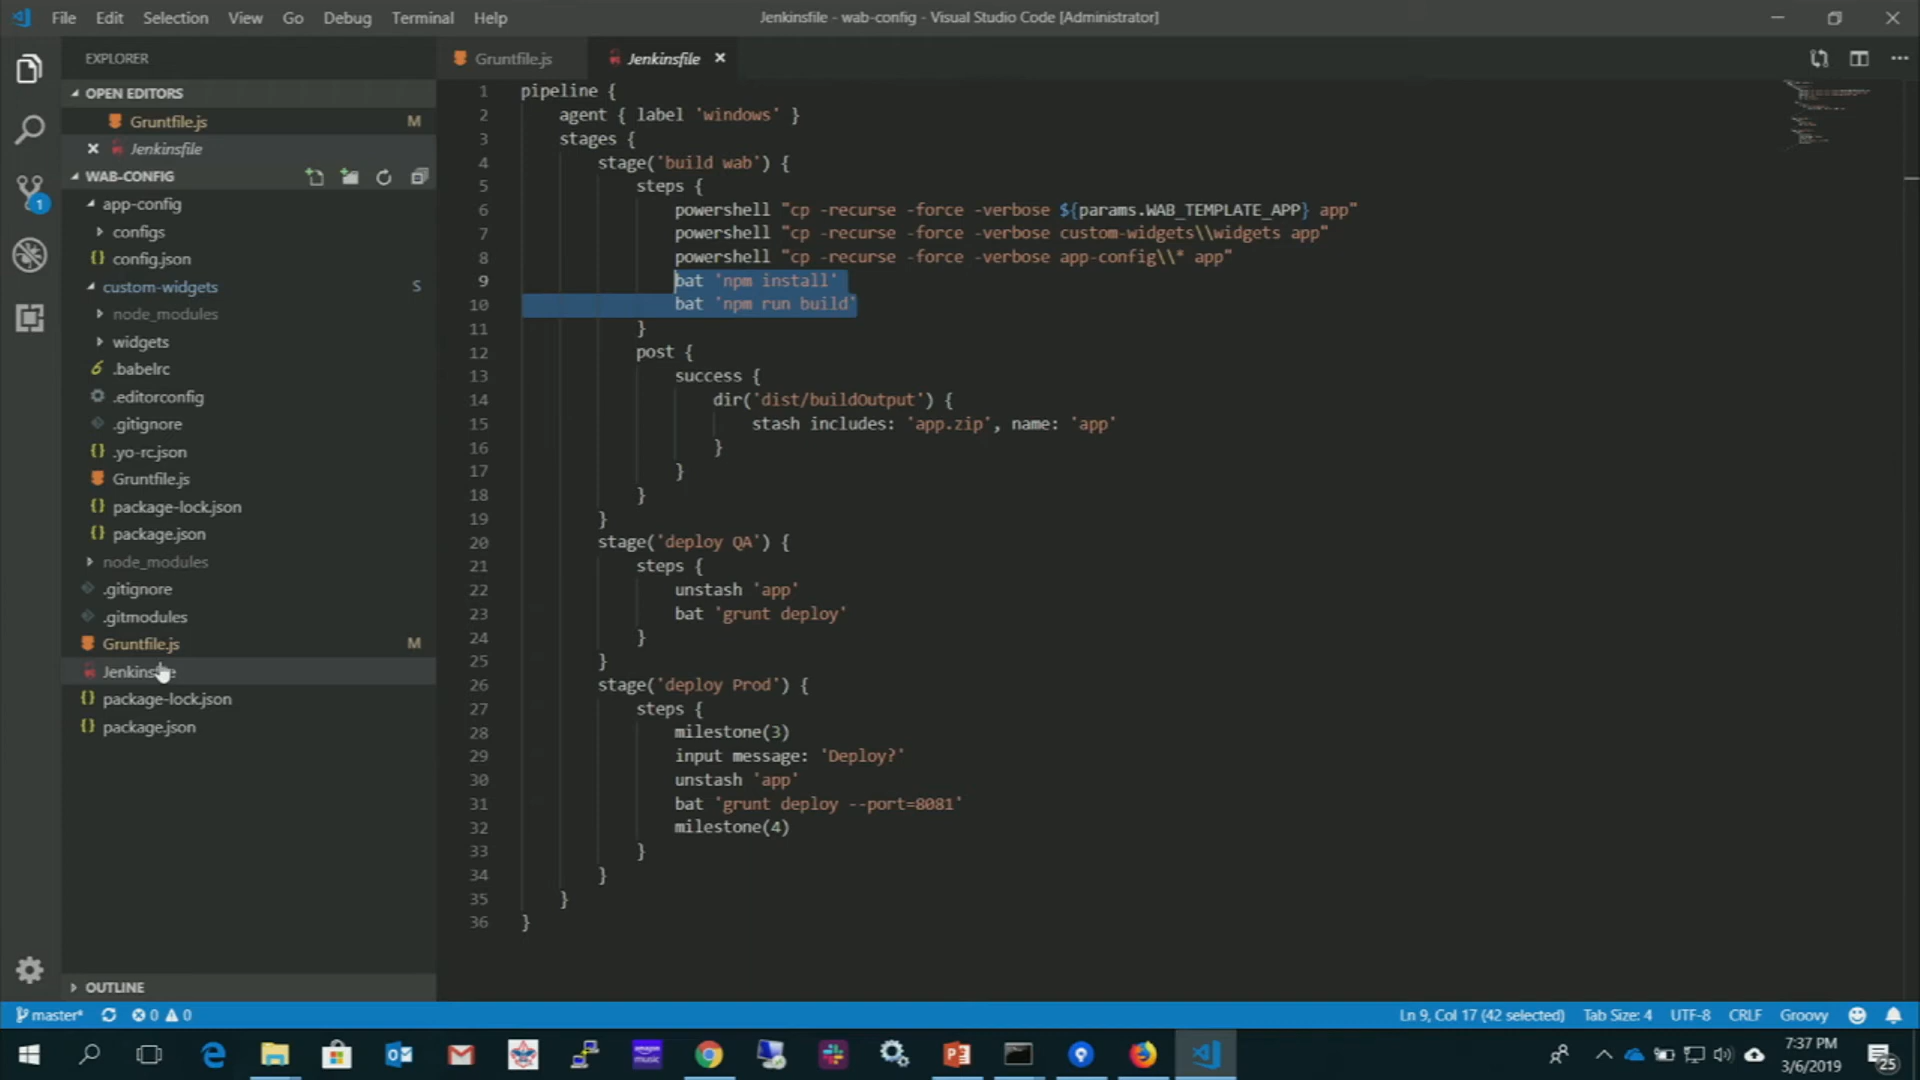 File Edit Selection View Go Debug Terminal Help
Jenkinsfile - wab-config - Visual Studio Code [Administrator]
EXPLORER
OPEN EDITORS
Gruntfile.js M
Jenkinsfile
WAB-CONFIG
app-config
configs
config.json
custom-widgets S
node_modules
widgets
.babelrc
.editorconfig
.gitignore
.yo-rc.json
Gruntfile.js
package-lock.json
package.json
node_modules
.gitignore
.gitmodules
Gruntfile.js M
Jenkinsfile
package-lock.json
package.json
OUTLINE
1
Gruntfile.js
Jenkinsfile
1 pipeline {
2 agent { label 'windows' }
3 stages {
4 stage('build wab') {
5 steps {
6 powershell "cp -recurse -force -verbose ${params.WAB_TEMPLATE_APP} app"
7 powershell "cp -recurse -force -verbose custom-widgets\\widgets app"
8 powershell "cp -recurse -force -verbose app-config\\* app"
9 bat 'npm install'
10 bat 'npm run build'
11 }
12 post {
13 success {
14 dir('dist/buildOutput') {
15 stash includes: 'app.zip', name: 'app'
16 }
17 }
18 }
19 }
20 stage('deploy QA') {
21 steps {
22 unstash 'app'
23 bat 'grunt deploy'
24 }
25 }
26 stage('deploy Prod') {
27 steps {
28 milestone(3)
29 input message: 'Deploy?'
30 unstash 'app'
31 bat 'grunt deploy --port=8081'
32 milestone(4)
33 }
34 }
35 }
36 }
master* 0 0
Ln 9, Col 17 (42 selected) Tab Size: 4 UTF-8 CRLF Groovy
7:37 PM
3/6/2019
25